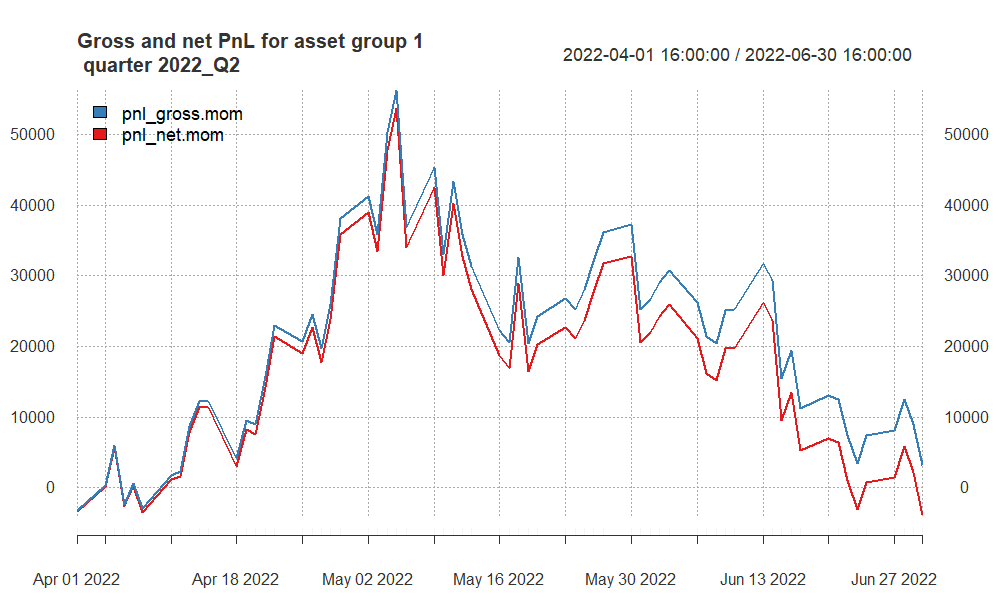 Gross and net PnL for asset group 1
quarter 2022_Q2
2022-04-01 16:00:00 / 2022-06-30 16:00:00
pnl_gross.mom
pnl_net.mom
50000 50000
40000 40000
30000 30000
20000 20000
10000 10000
0 0
Apr 01 2022 Apr 18 2022 May 02 2022 May 16 2022 May 30 2022 Jun 13 2022 Jun 27 2022